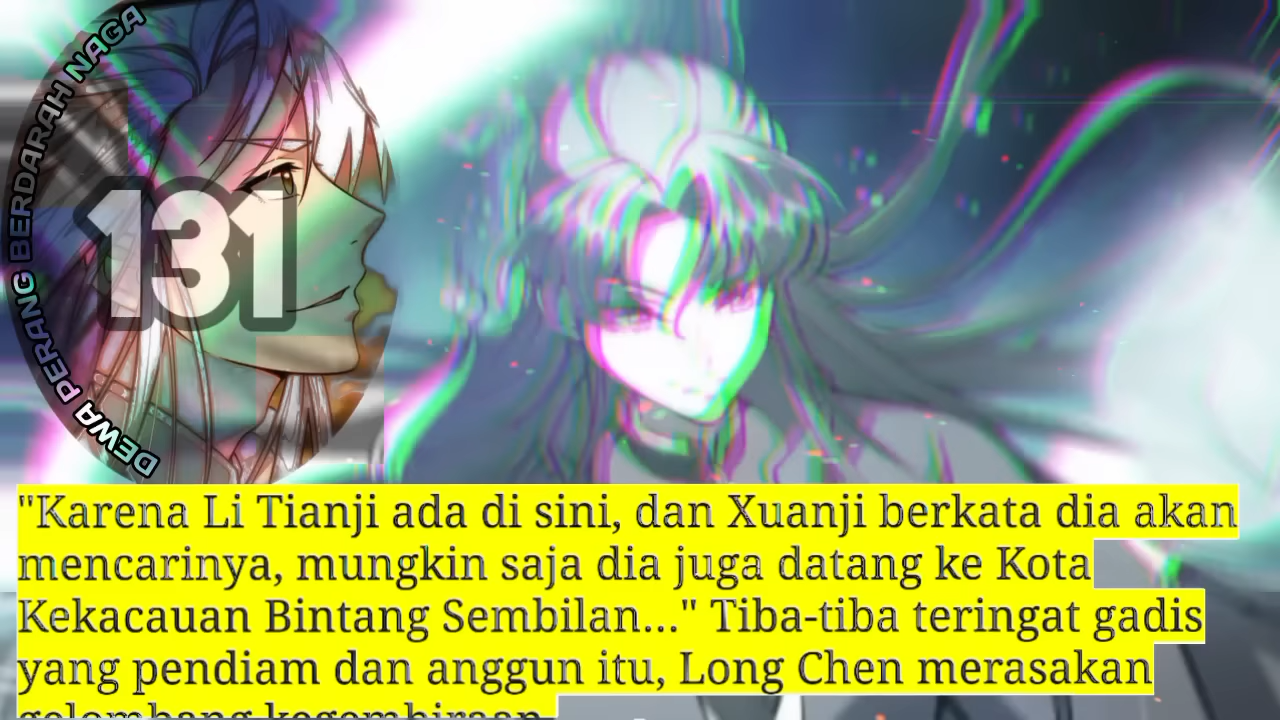 DEWA PERANG BERDARAH NAGA
131
"Karena Li Tianji ada di sini, dan Xuanji berkata dia akan
mencarinya, mungkin saja dia juga datang ke Kota
Kekacauan Bintang Sembilan..." Tiba-tiba teringat gadis
yang pendiam dan anggun itu, Long Chen merasakan
gelombang kegembiraan.